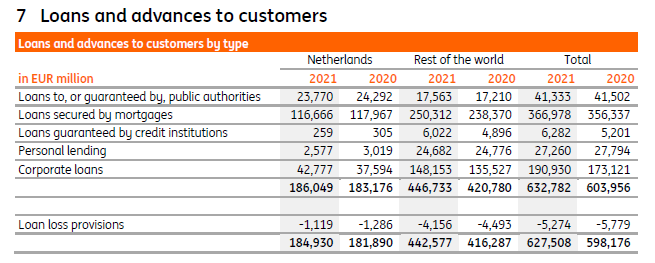 7 Loans and advances to customers
Loans and advances to customers by type
Netherlands Rest of the world Total
in EUR million 2021 2020 2021 2020 2021 2020
Loans to, or guaranteed by, public authorities 23,770 24,292 17,563 17,210 41,333 41,502
Loans secured by mortgages 116,666 117,967 250,312 238,370 366,978 356,337
Loans guaranteed by credit institutions 259 305 6,022 4,896 6,282 5,201
Personal lending 2,577 3,019 24,682 24,776 27,260 27,794
Corporate loans 42,777 37,594 148,153 135,527 190,930 173,121
186,049 183,176 446,733 420,780 632,782 603,956
Loan loss provisions -1,119 -1,286 -4,156 -4,493 -5,274 -5,779
184,930 181,890 442,577 416,287 627,508 598,176